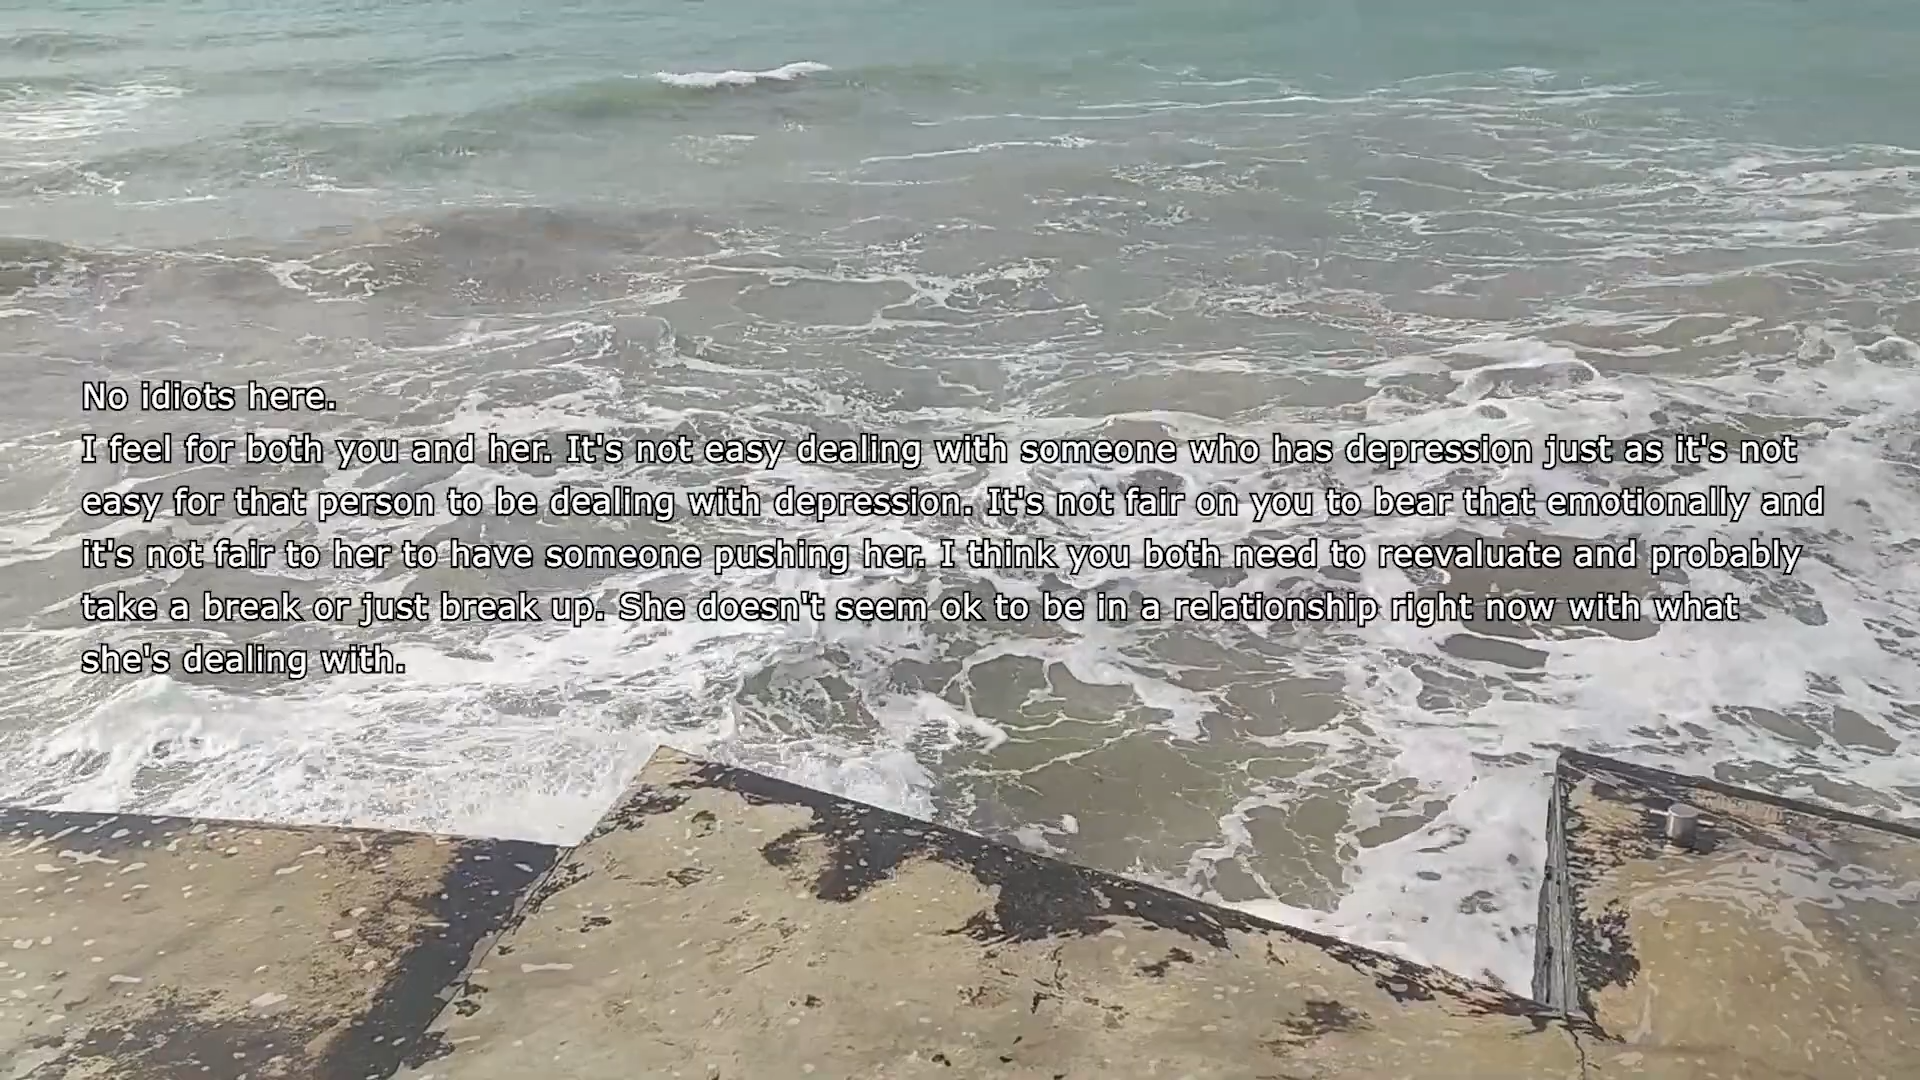 No idiots here.
I feel for both you and her. It's not easy dealing with someone who has depression just as it's not
easy for that person to be dealing with depression. It's not fair on you to bear that emotionally and
it's not fair to her to have someone pushing her. I think you both need to reevaluate and probably
take a break or just break up. She doesn't seem ok to be in a relationship right now with what
she's dealing with.